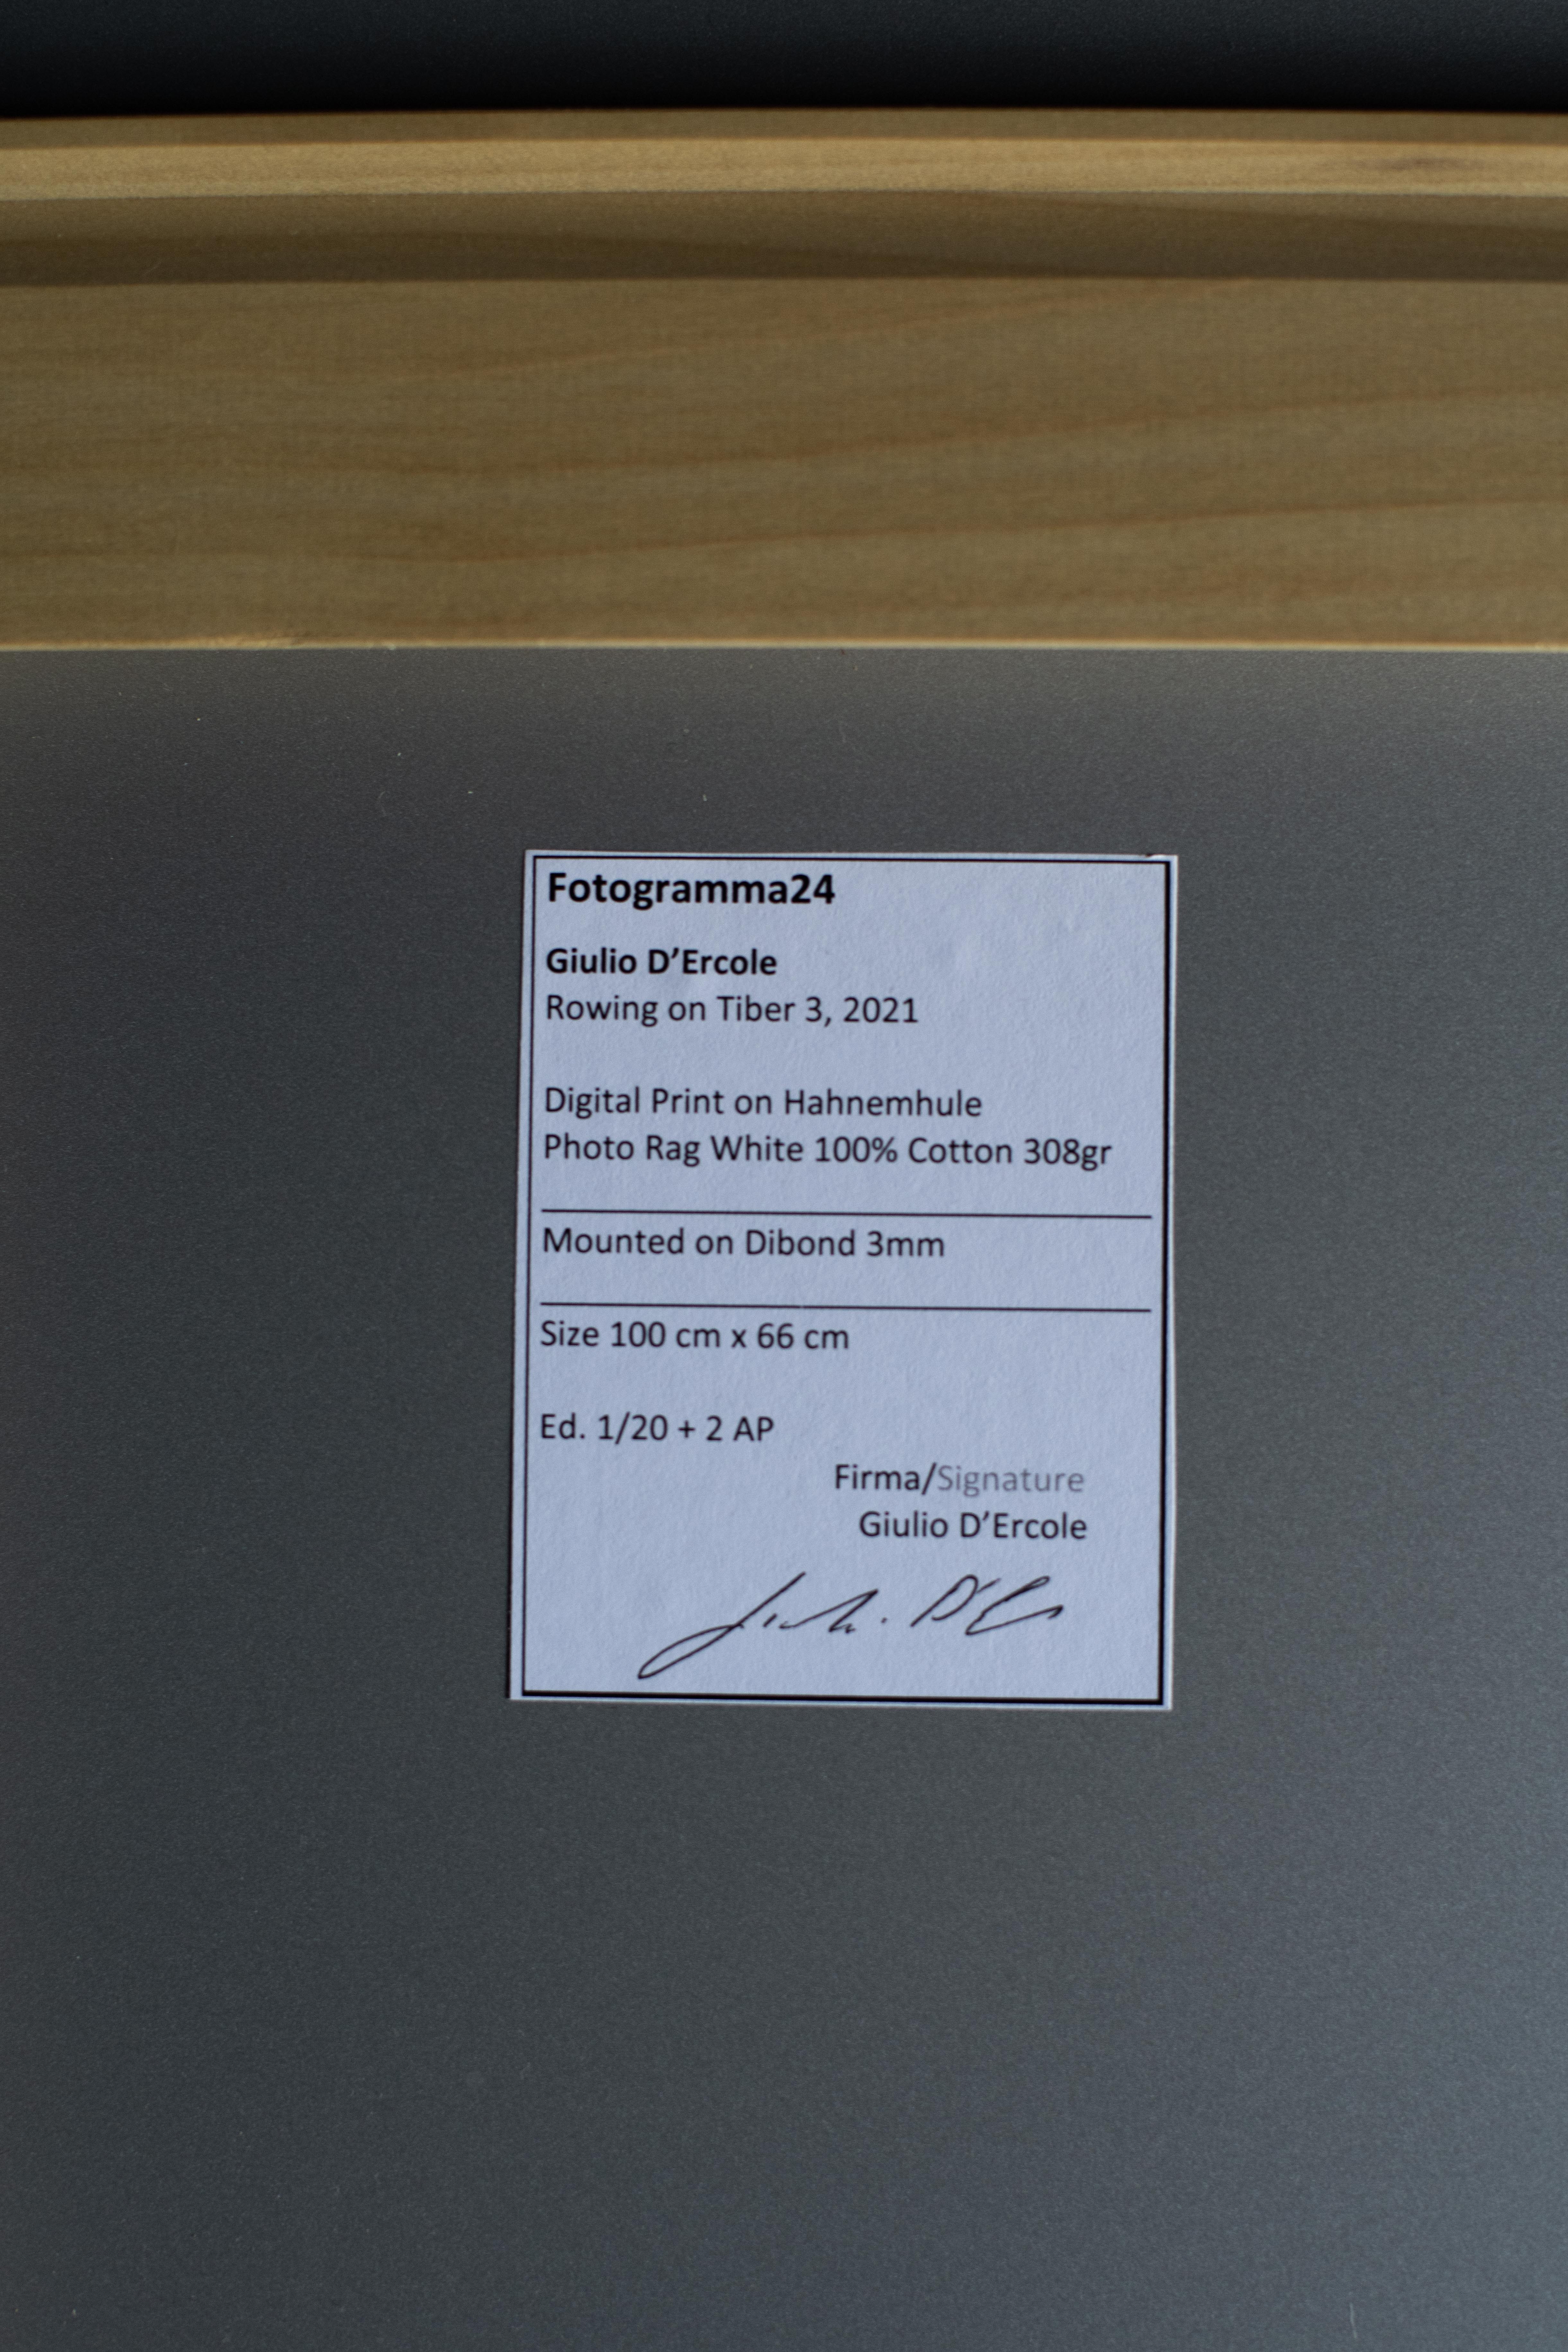 Fotogramma24
Giulio D’Ercole
Rowing on Tiber 3, 2021
Digital Print on Hahnemhule
Photo Rag White 100% Cotton 308gr
Mounted on Dibond 3mm
Size 100 cm x 66 cm
Ed. 1/20 + 2 AP
Firma/Signature
Giulio D’Ercole